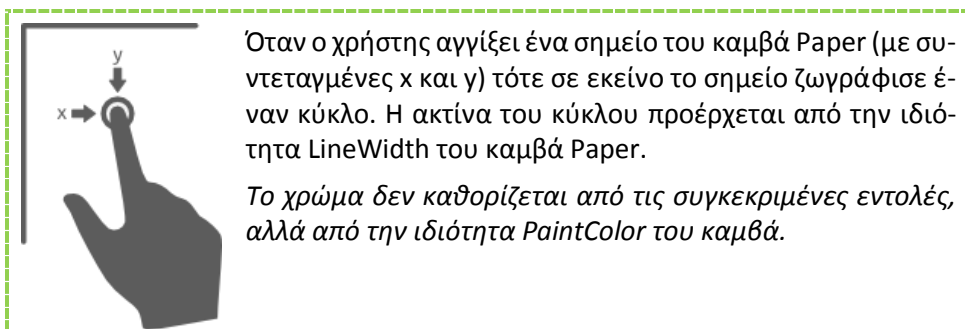 y
x
Όταν ο χρήστης αγγίξει ένα σημείο του καμβά Paper (με συ-
ντεταγμένες x και y) τότε σε εκείνο το σημείο ζωγράφισε έ-
ναν κύκλο. Η ακτίνα του κύκλου προέρχεται από την ιδιό-
τητα LineWidth του καμβά Paper.
Το χρώμα δεν καθορίζεται από τις συγκεκριμένες εντολές,
αλλά από την ιδιότητα PaintColor του καμβά.